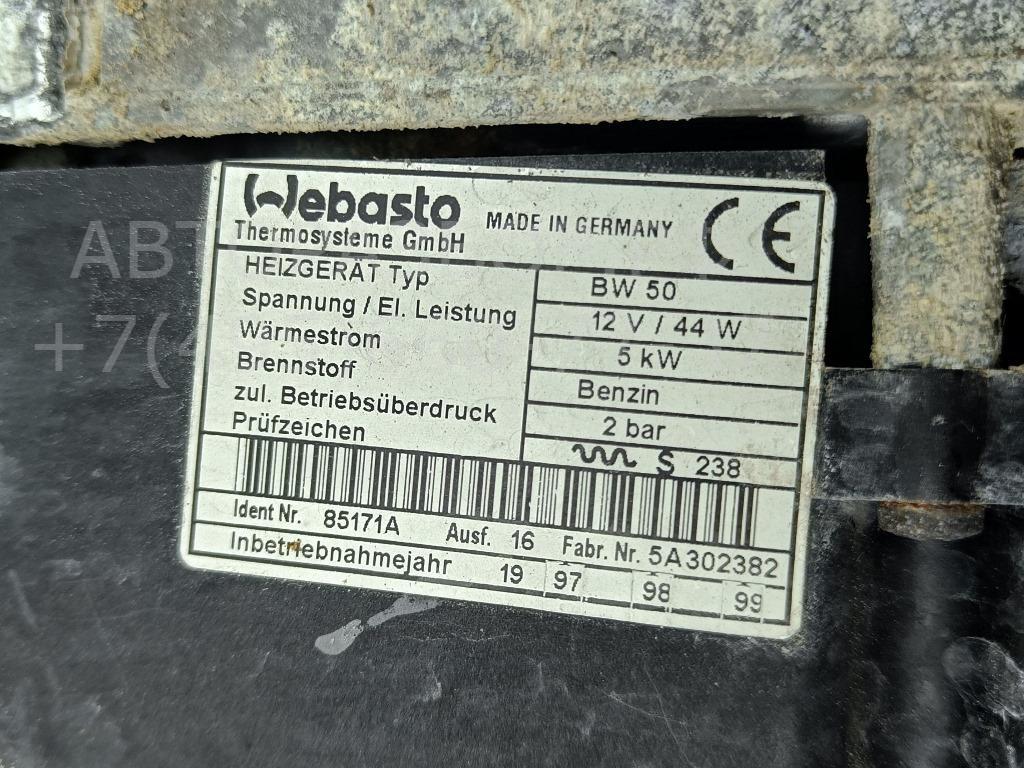 Webasto
Thermosysteme GmbH
MADE IN GERMANY
CE
HEIZGERÄT Typ BW 50
Spannung / El. Leistung 12 V / 44 W
Wärmestrom 5 kW
Brennstoff Benzin
zul. Betriebsüberdruck 2 bar
Prüfzeichen S 238
Ident Nr. 85171A Ausf. 16 Fabr. Nr. 5A302382
Inbetriebnahmejahr 19 97 98 99